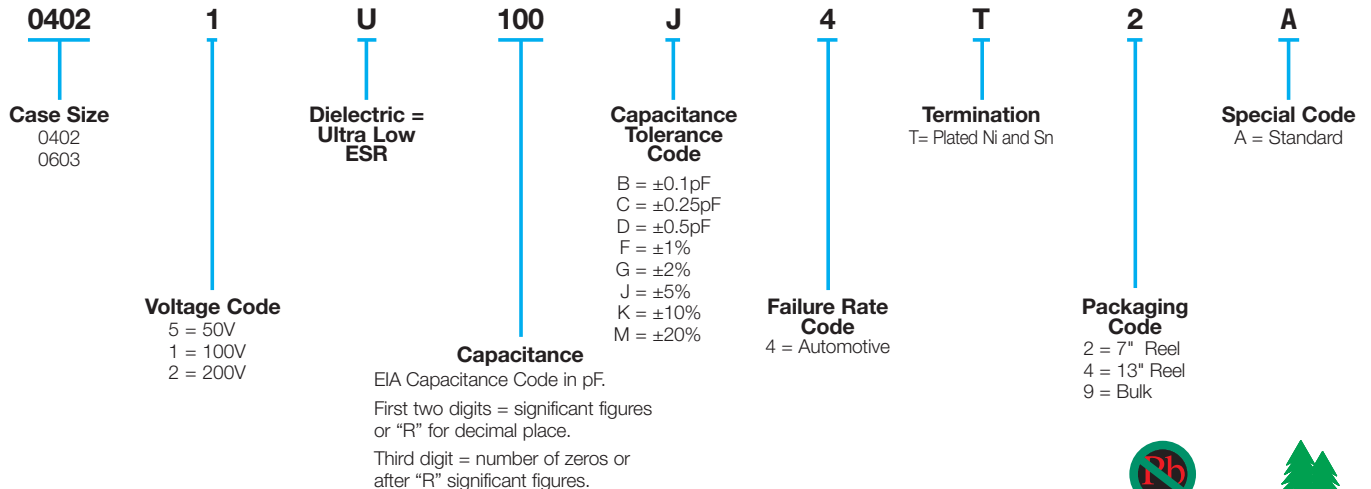 0402 1 U 100 J 4 T 2 A
Case Size
0402
0603
Voltage Code
5 = 50V
1 = 100V
2 = 200V
Dielectric =
Ultra Low
ESR
Capacitance
EIA Capacitance Code in pF.
First two digits = significant figures
or “R” for decimal place.
Third digit = number of zeros or
after “R” significant figures.
Capacitance
Tolerance
Code
B = ±0.1pF
C = ±0.25pF
D = ±0.5pF
F = ±1%
G = ±2%
J = ±5%
K = ±10%
M = ±20%
Failure Rate
Code
4 = Automotive
Termination
T= Plated Ni and Sn
Packaging
Code
2 = 7" Reel
4 = 13" Reel
9 = Bulk
Special Code
A = Standard
Pb